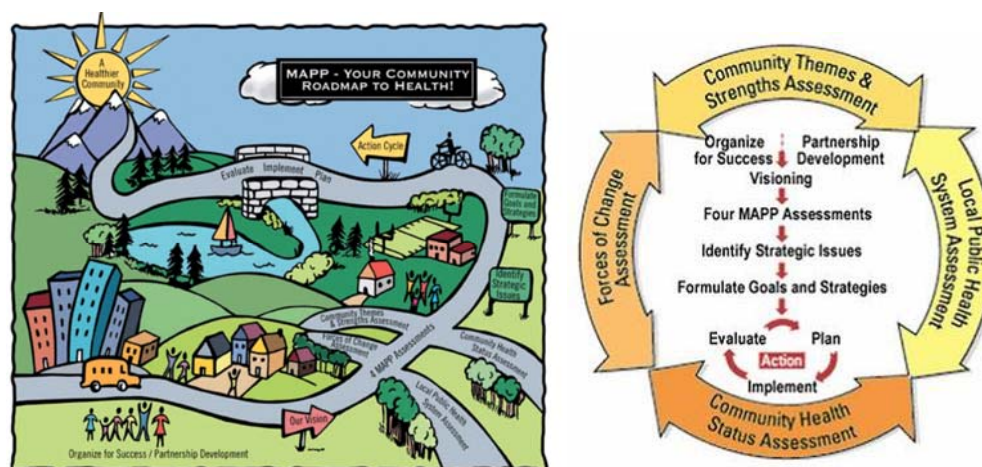 A
Healthier
Community
MAPP - YOUR COMMUNITY
ROADMAP TO HEALTH!
Action Cycle
Evaluate Implement Plan
Formulate
Goals and
Strategies
Identify
Strategic
Issues
Community Themes
& Strengths Assessment
Forces of Change
Assessment
4 MAPP Assessments
Community Health
Status Assessment
Local Public Health
System Assessment
Our Vision
Organize for Success / Partnership Development
Community Themes &
Strengths Assessment
Organize
for Success
Partnership
Development
Visioning
Four MAPP Assessments
Identify Strategic Issues
Formulate Goals and Strategies
Evaluate
Plan
Action
Implement
Forces of Change
Assessment
Local Public Health
System Assessment
Community Health
Status Assessment